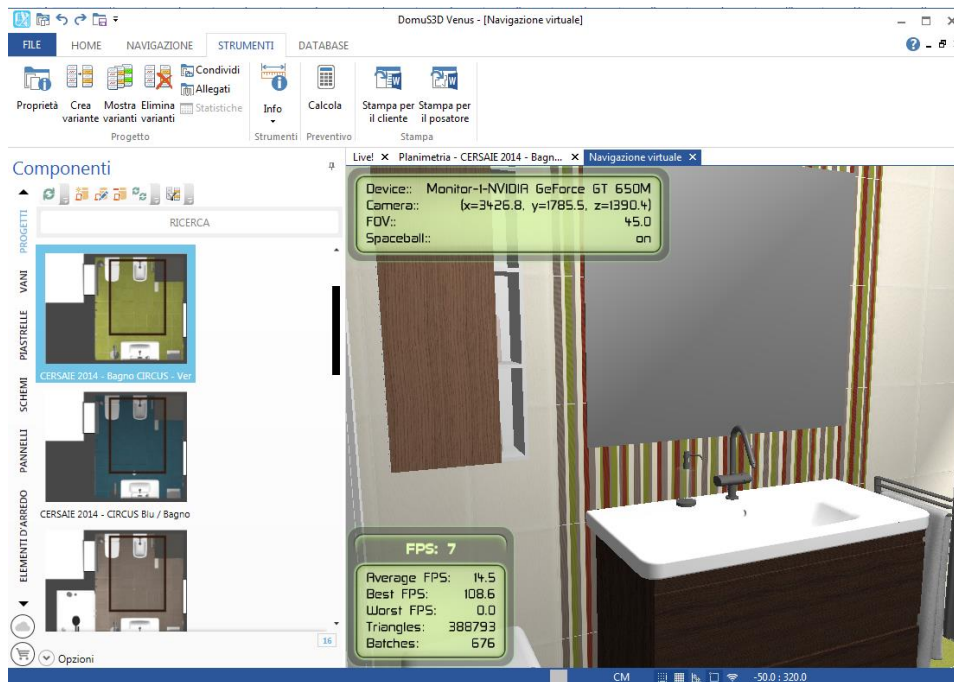 DomuS3D Venus - [Navigazione virtuale]
FILE HOME NAVIGAZIONE STRUMENTI DATABASE
Proprietà
Crea variante
Mostra varianti
Elimina varianti
Condividi
Allegati
Statistiche
Progetto
Info
Strumenti
Calcola
Preventivo
Stampa per il cliente
Stampa per il posatore
Stampa
Componenti
RICERCA
PROGETTI
VANI
PIASTRELLE
SCHEMI
PANNELLI
ELEMENTI D'ARREDO
CERSAIE 2014 - Bagno CIRCUS - Ver
CERSAIE 2014 - CIRCUS Blu / Bagno
16
Opzioni
Live! Planimetria - CERSAIE 2014 - Bagn... Navigazione virtuale
Device:: Monitor-1-NVIDIA GeForce GT 650M
Camera:: (x=3426.8, y=1785.5, z=1390.4)
FOV:: 45.0
Spaceball:: on
FPS: 7
Average FPS: 14.5
Best FPS: 108.6
Worst FPS: 0.0
Triangles: 388793
Batches: 676
CM -50.0 : 320.0